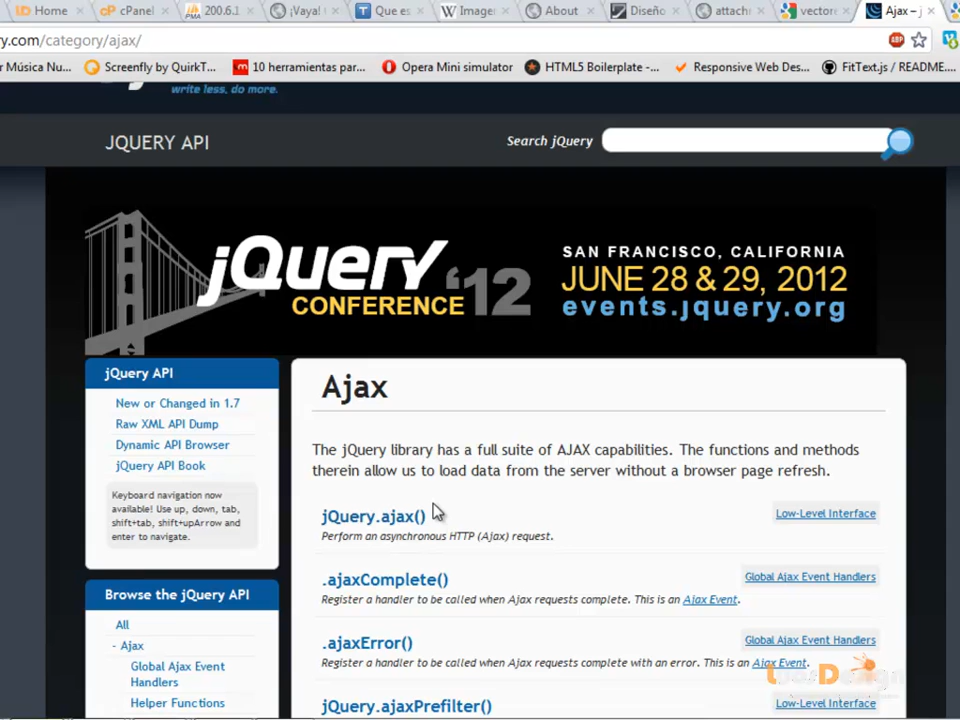 Home
cPanel
200.6.1
¡Vaya!
Que es
Image
About
Diseño
attach
vectore
Ajax – j
ry.com/category/ajax/
r Música Nu...
Screenfly by QuirkT...
10 herramientas par...
Opera Mini simulator
HTML5 Boilerplate -...
Responsive Web Des...
FitText.js / README....
write less, do more.
JQUERY API
Search jQuery
jQuery CONFERENCE '12
SAN FRANCISCO, CALIFORNIA
JUNE 28 & 29, 2012
events.jquery.org
jQuery API
New or Changed in 1.7
Raw XML API Dump
Dynamic API Browser
jQuery API Book
Keyboard navigation now
available! Use up, down, tab,
shift+tab, shift+upArrow and
enter to navigate.
Browse the jQuery API
All
- Ajax
Global Ajax Event
Handlers
Helper Functions
Ajax
The jQuery library has a full suite of AJAX capabilities. The functions and methods
therein allow us to load data from the server without a browser page refresh.
jQuery.ajax()
Low-Level Interface
Perform an asynchronous HTTP (Ajax) request.
.ajaxComplete()
Global Ajax Event Handlers
Register a handler to be called when Ajax requests complete. This is an Ajax Event.
.ajaxError()
Global Ajax Event Handlers
Register a handler to be called when Ajax requests complete with an error. This is an Ajax Event.
jQuery.ajaxPrefilter()
Low-Level Interface